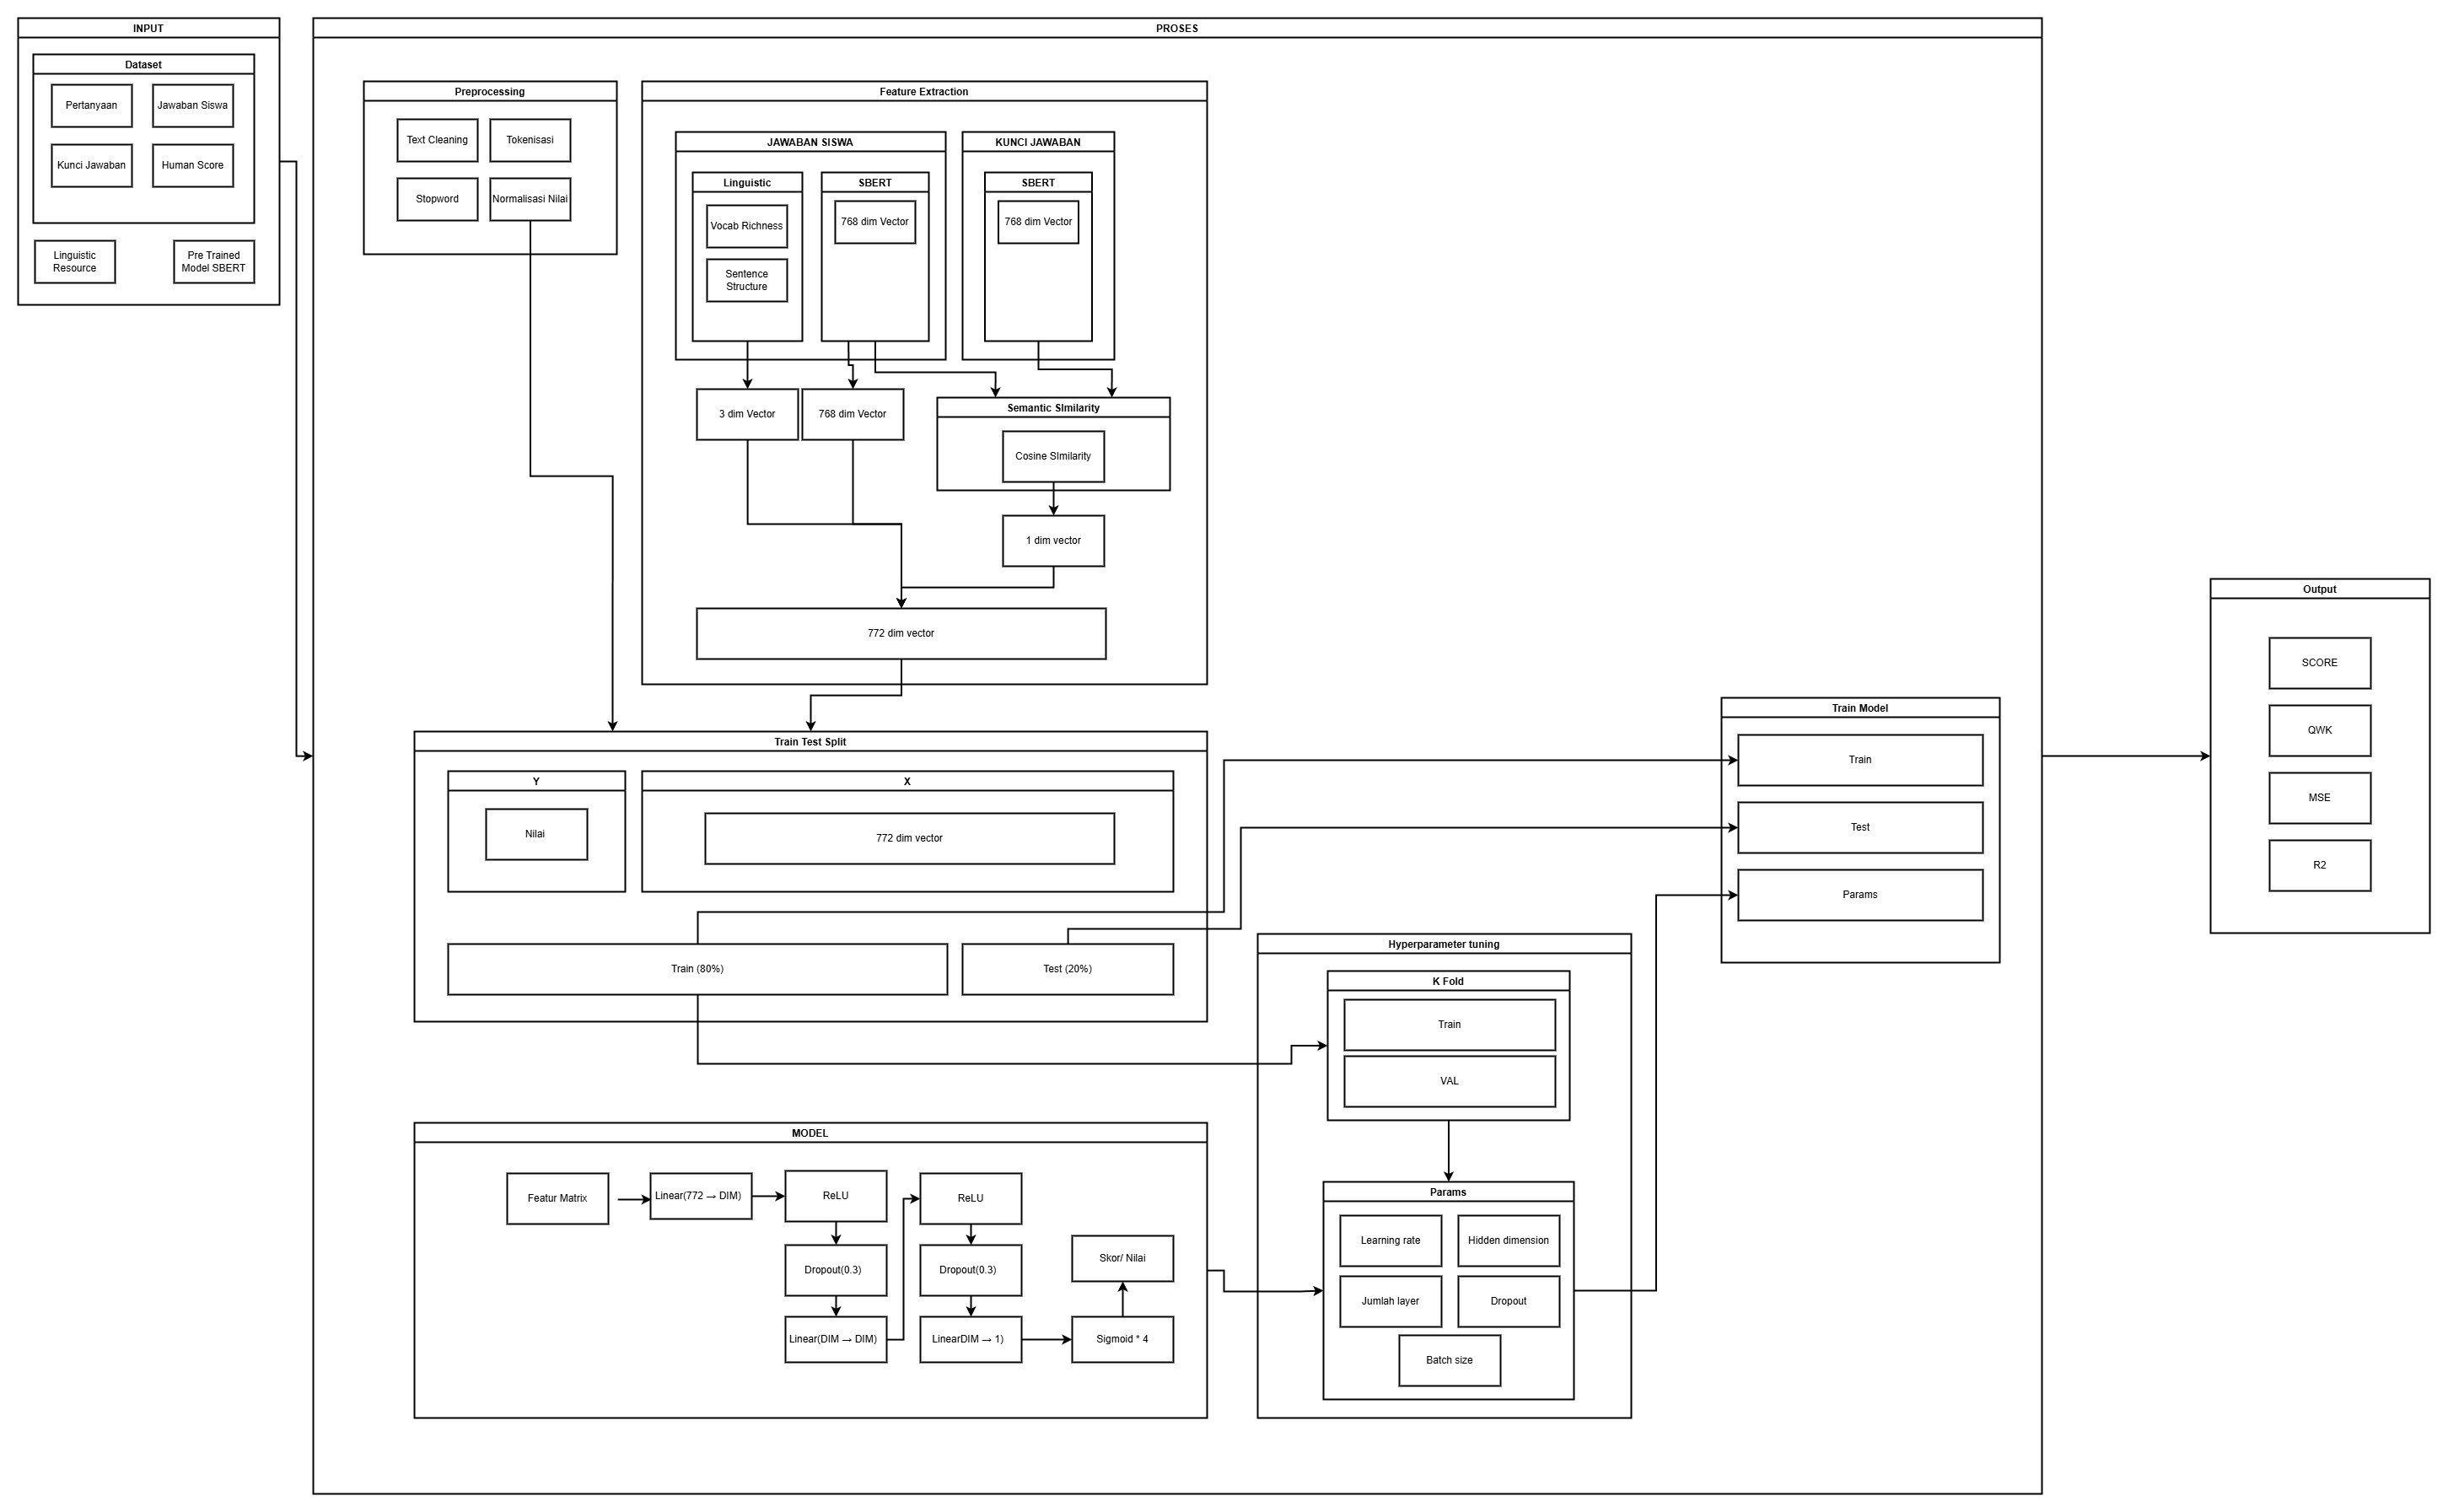 INPUT
Dataset
Pertanyaan
Jawaban Siswa
Kunci Jawaban
Human Score
Linguistic
Resource
Pre Trained
Model SBERT
PROSES
Preprocessing
Text Cleaning
Tokenisasi
Stopword
Normalisasi Nilai
Feature Extraction
JAWABAN SISWA
Linguistic
Vocab Richness
Sentence
Structure
SBERT
768 dim Vector
KUNCI JAWABAN
SBERT
768 dim Vector
3 dim Vector
768 dim Vector
Semantic SImilarity
Cosine SImilarity
1 dim vector
772 dim vector
Train Test Split
Y
Nilai
X
772 dim vector
Train (80%)
Test (20%)
MODEL
Featur Matrix
Linear(772 → DIM)
ReLU
Dropout(0.3)
Linear(DIM → DIM)
ReLU
Dropout(0.3)
LinearDIM → 1)
Sigmoid * 4
Skor/ Nilai
Hyperparameter tuning
K Fold
Train
VAL
Params
Learning rate
Hidden dimension
Jumlah layer
Dropout
Batch size
Train Model
Train
Test
Params
Output
SCORE
QWK
MSE
R2